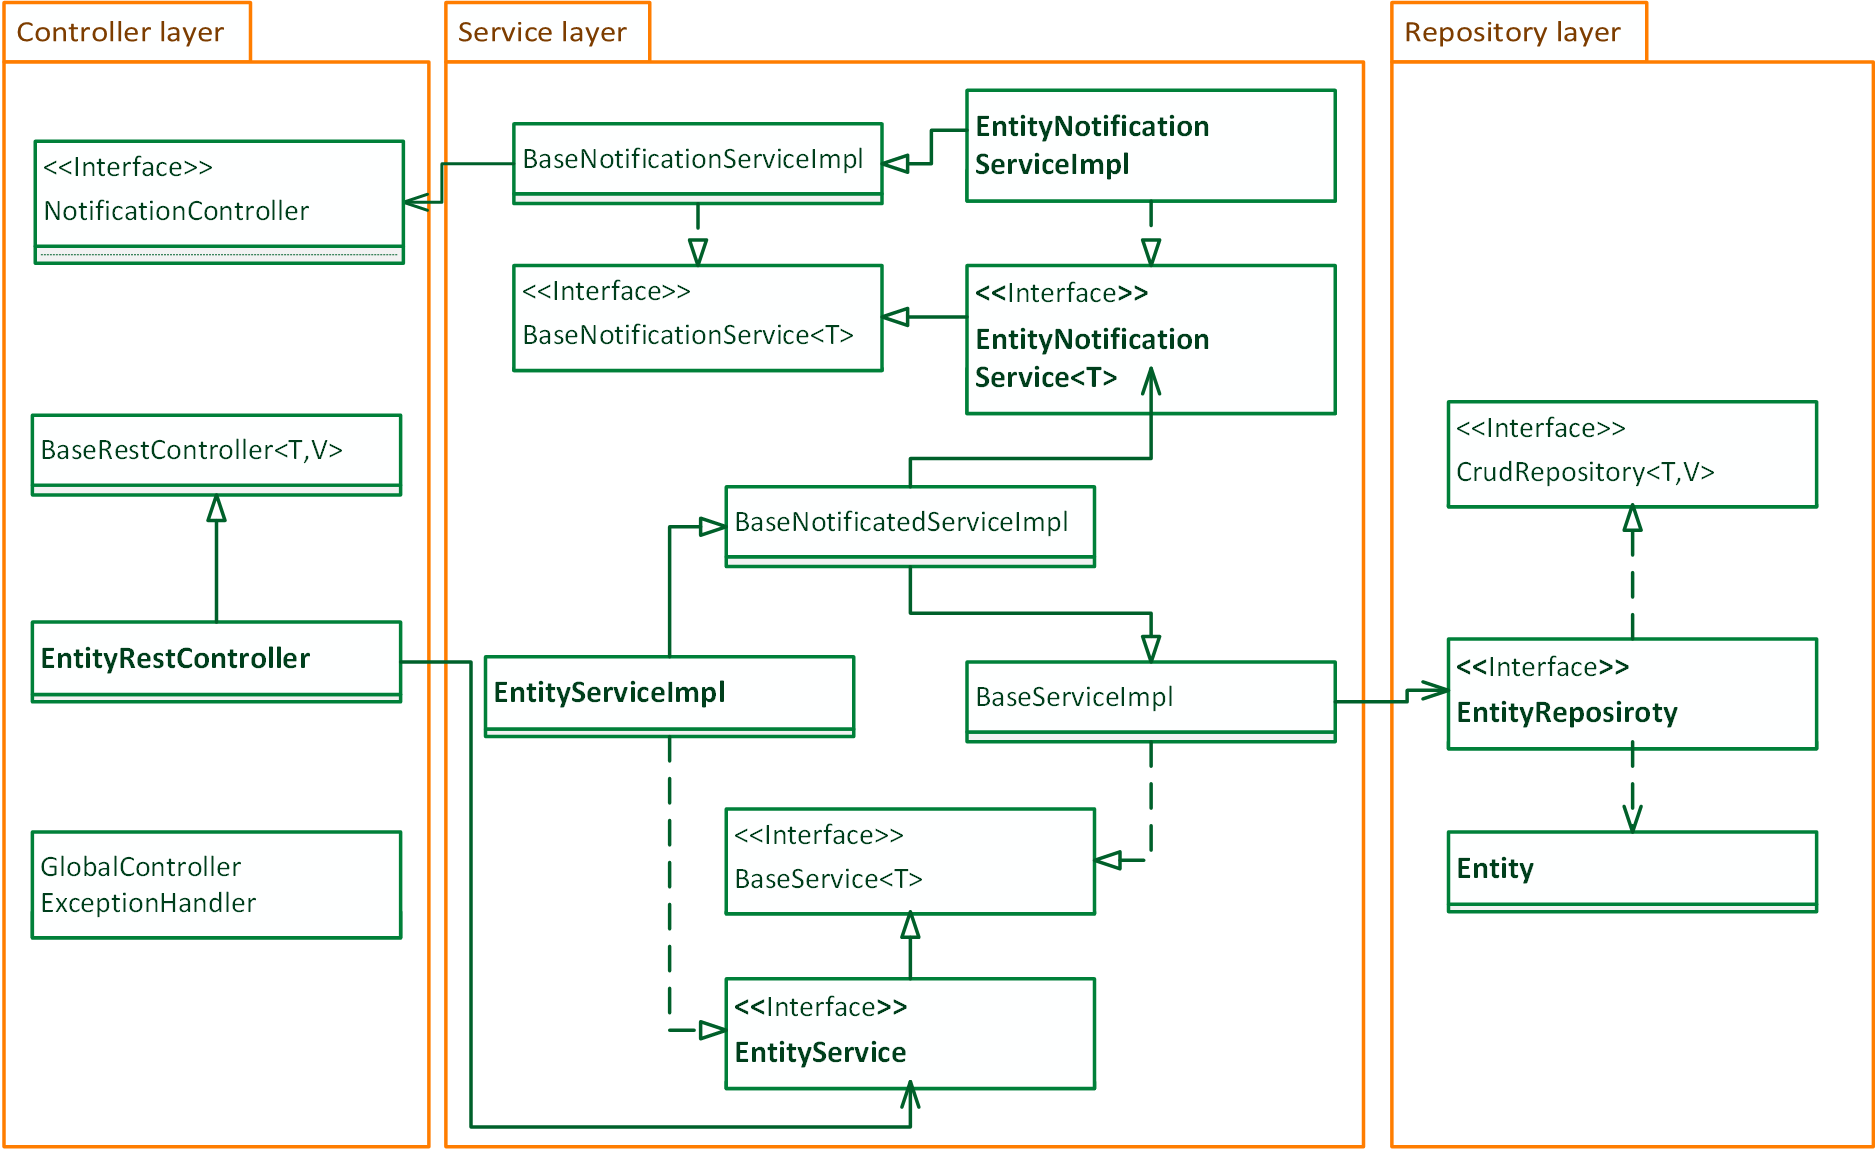 Controller layer
<<Interface>>
NotificationController
BaseRestController<T,V>
EntityRestController
GlobalController
ExceptionHandler
Service layer
BaseNotificationServiceImpl
EntityNotification
ServiceImpl
<<Interface>>
BaseNotificationService<T>
<<Interface>>
EntityNotification
Service<T>
BaseNotificatedServiceImpl
EntityServiceImpl
BaseServiceImpl
<<Interface>>
BaseService<T>
<<Interface>>
EntityService
Repository layer
<<Interface>>
CrudRepository<T,V>
<<Interface>>
EntityReposiroty
Entity